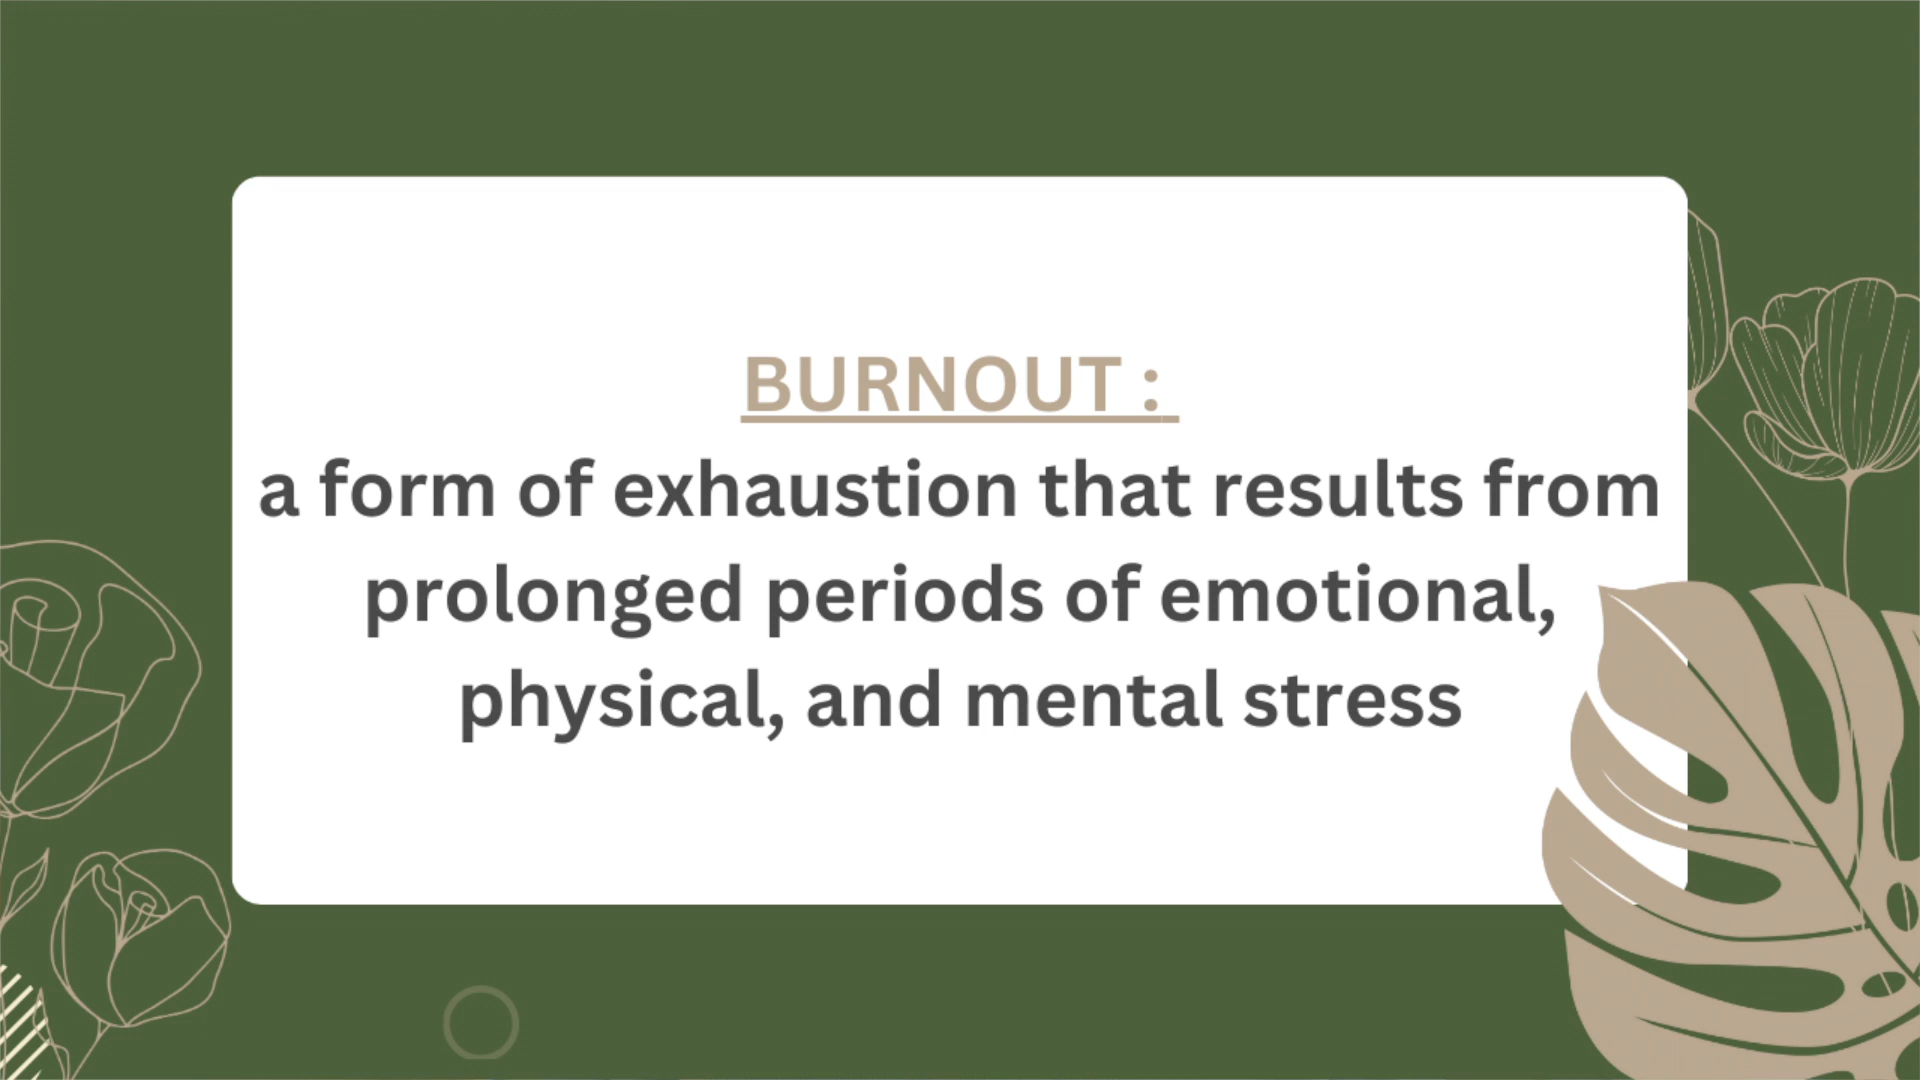 BURNOUT :
a form of exhaustion that results from
prolonged periods of emotional,
physical, and mental stress